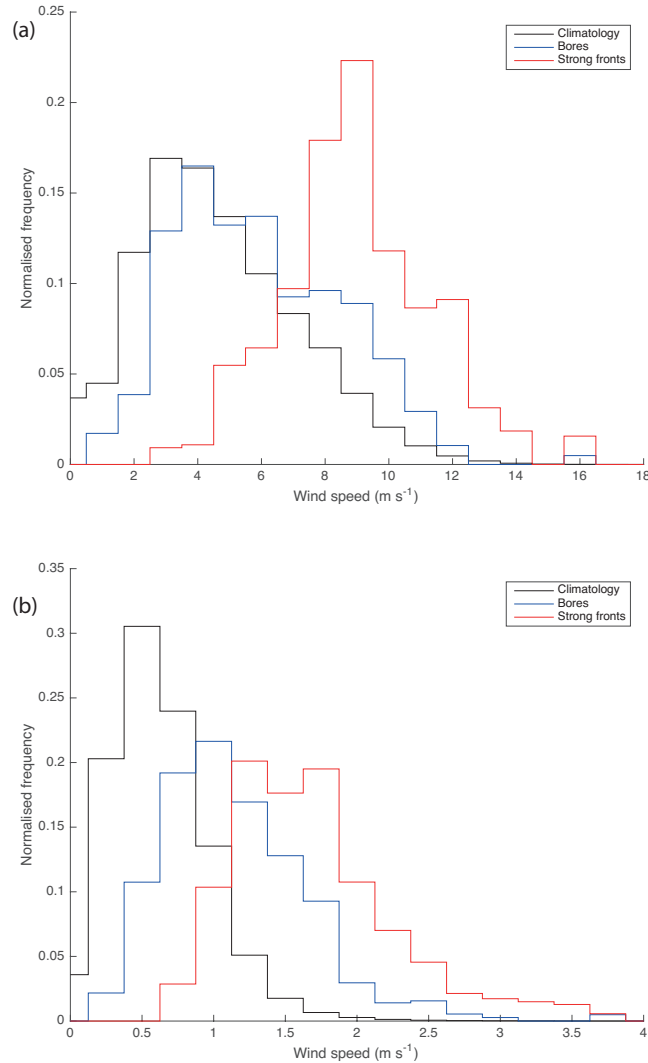 (a)
0.25
0.2
0.15
0.1
0.05
0
Normalised frequency
Climatology
Bores
Strong fronts
0 2 4 6 8 10 12 14 16 18
Wind speed (m s⁻¹)
(b)
0.35
0.3
0.25
0.2
0.15
0.1
0.05
0
Normalised frequency
Climatology
Bores
Strong fronts
0 0.5 1 1.5 2 2.5 3 3.5 4
Wind speed (m s⁻¹)